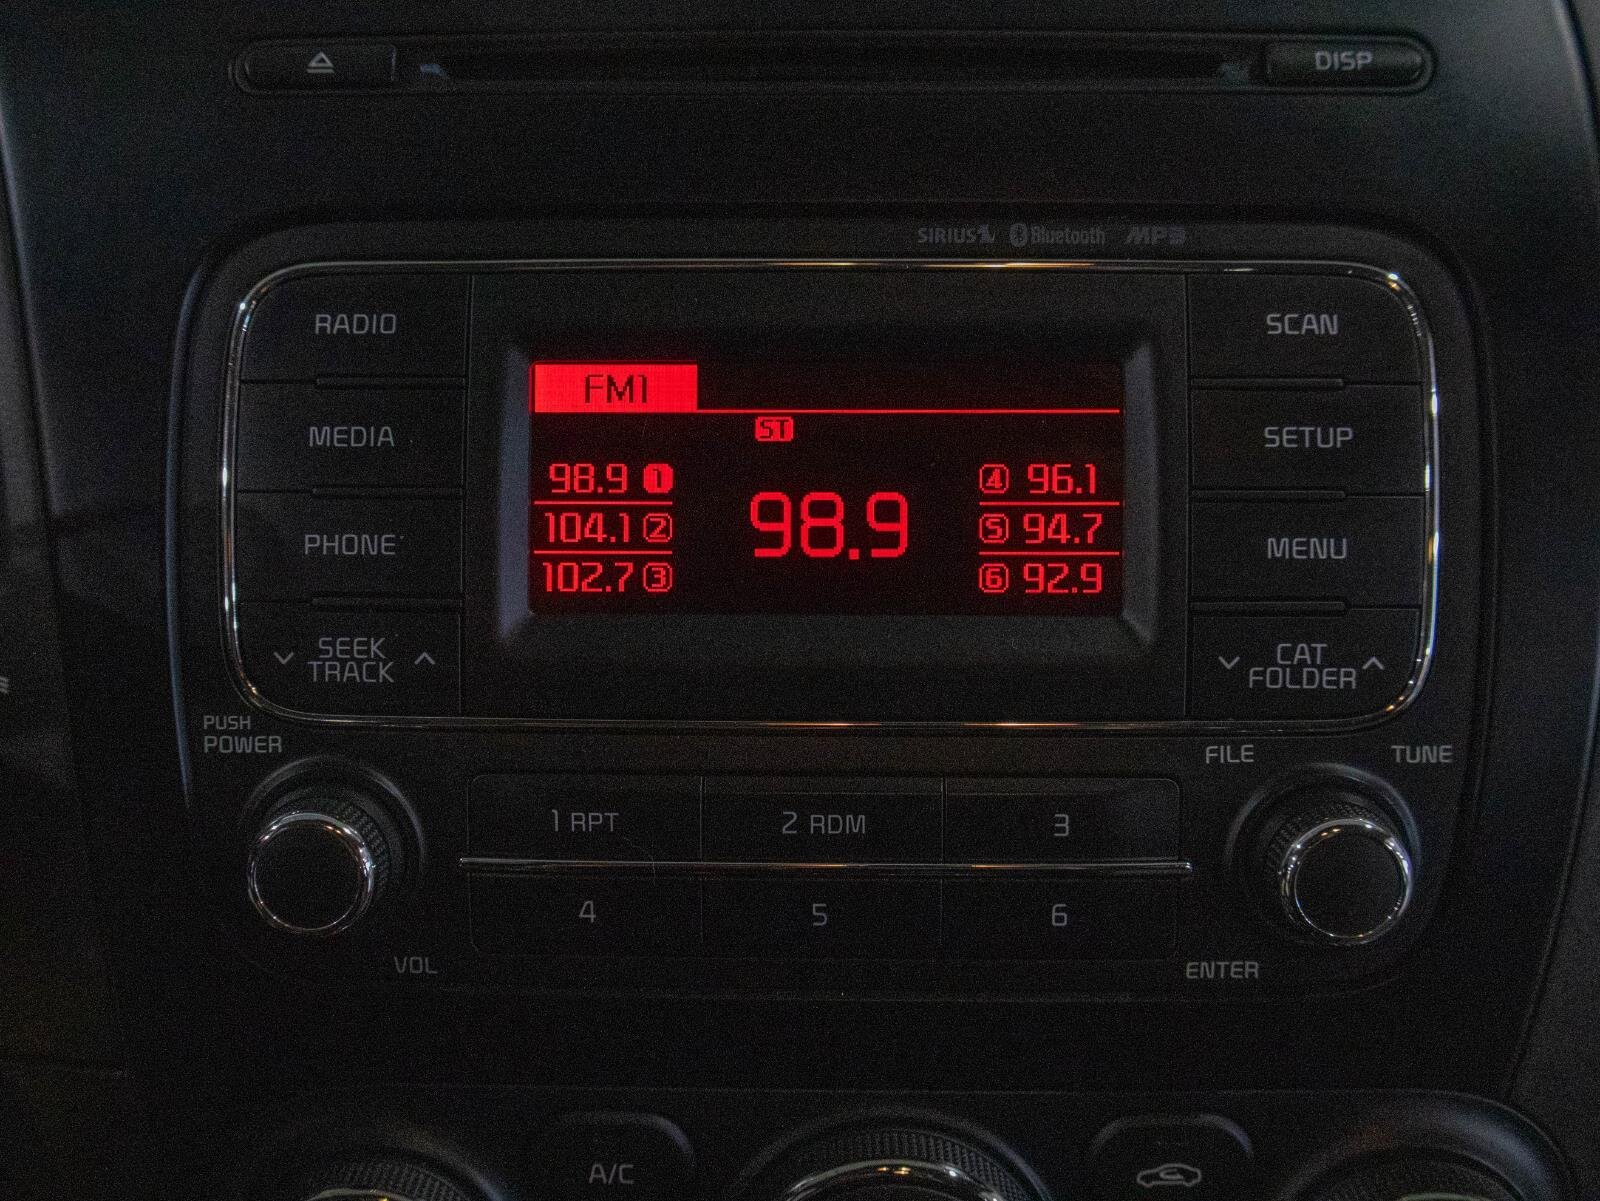 DISP
SIRIUS Bluetooth MP3
RADIO
MEDIA
PHONE
SEEK
TRACK
FM1
ST
98.9 1
104.1 2
102.7 3
98.9
4 96.1
5 94.7
6 92.9
SCAN
SETUP
MENU
CAT
FOLDER
PUSH
POWER
VOL
1 RPT
2 RDM
3
4
5
6
FILE
TUNE
ENTER
A/C